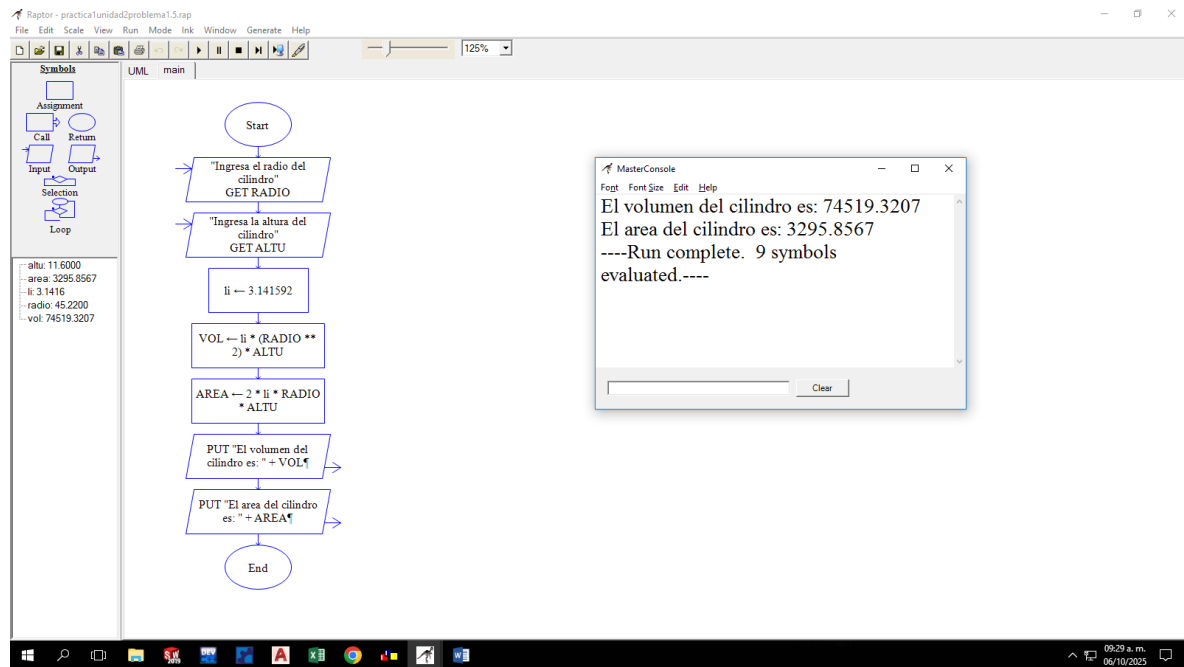 Raptor - practica1unidad2problema1.5.rap
File Edit Scale View Run Mode Ink Window Generate Help
125%
Symbols
Assignment
Call Return
Input Output
Selection
Loop
altu: 11.6000
area: 3295.8567
li: 3.1416
radio: 45.2200
vol: 74519.3207
UML main
Start
"Ingresa el radio del
cilindro"
GET RADIO
"Ingresa la altura del
cilindro"
GET ALTU
li ← 3.141592
VOL ← li * (RADIO **
2) * ALTU
AREA ← 2 * li * RADIO
* ALTU
PUT "El volumen del
cilindro es: " + VOL¶
PUT "El area del cilindro
es: " + AREA¶
End
MasterConsole
Font Font Size Edit Help
El volumen del cilindro es: 74519.3207
El area del cilindro es: 3295.8567
----Run complete. 9 symbols
evaluated.----
Clear
SW
2019
DEV
A
09:29 a. m.
06/10/2025